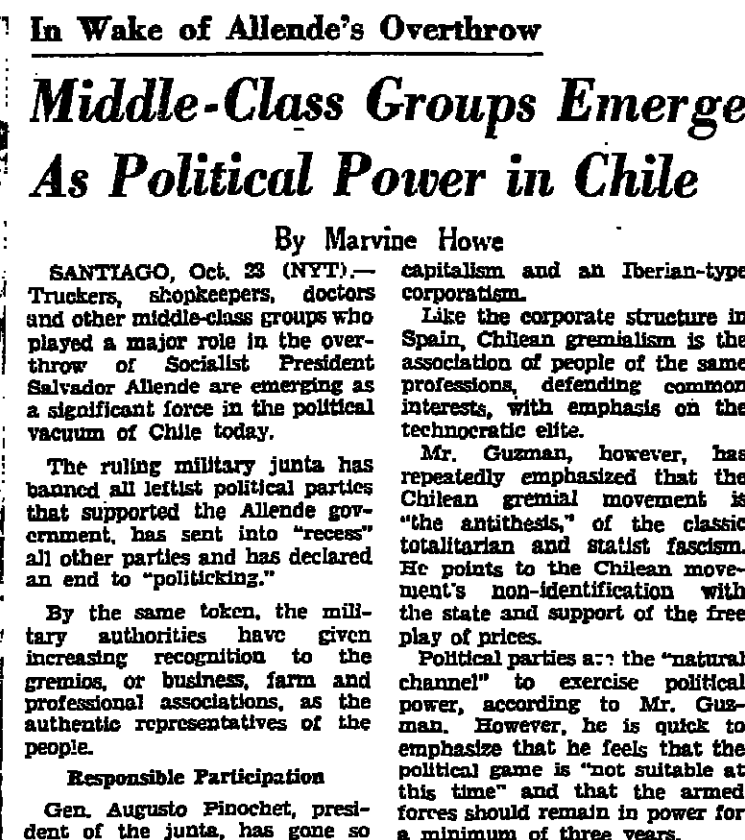 In Wake of Allende's Overthrow
Middle-Class Groups Emerge
As Political Power in Chile
By Marvine Howe
SANTIAGO, Oct. 23 (NYT).—
Truckers, shopkeepers, doctors
and other middle-class groups who
played a major role in the over-
throw of Socialist President
Salvador Allende are emerging as
a significant force in the political
vacuum of Chile today.
The ruling military junta has
banned all leftist political parties
that supported the Allende gov-
ernment, has sent into "recess"
all other parties and has declared
an end to "politicking."
By the same token, the mili-
tary authorities have given
increasing recognition to the
gremios, or business, farm and
professional associations, as the
authentic representatives of the
people.
Responsible Participation
Gen. Augusto Pinochet, presi-
dent of the junta, has gone so
capitalism and an Iberian-type
corporatism.
Like the corporate structure in
Spain, Chilean gremialism is the
association of people of the same
professions, defending common
interests, with emphasis on the
technocratic elite.
Mr. Guzman, however, has
repeatedly emphasized that the
Chilean gremial movement is
"the antithesis," of the classic
totalitarian and statist fascism.
He points to the Chilean move-
ment's non-identification with
the state and support of the free
play of prices.
Political parties are the "natural
channel" to exercise political
power, according to Mr. Guz-
man. However, he is quick to
emphasize that he feels that the
political game is "not suitable at
this time" and that the armed
forces should remain in power for
a minimum of three years.